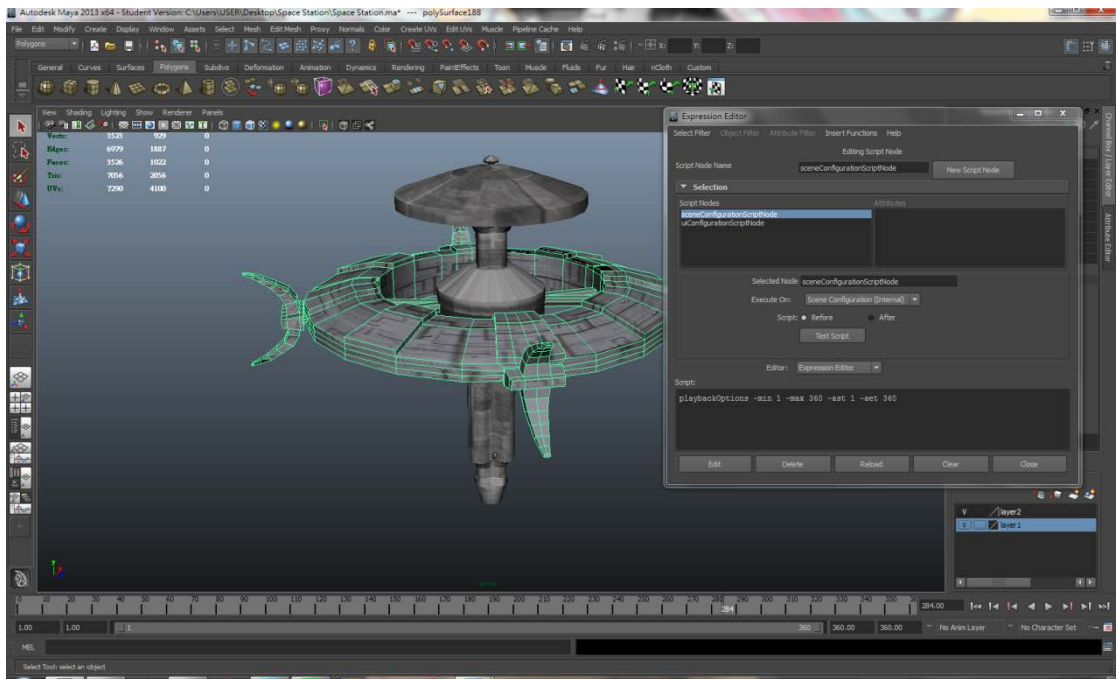 Autodesk Maya 2013 x64 - Student Version: C:\Users\USER\Desktop\Space Station\Space Station.ma* --- polySurface188
File Edit Modify Create Display Window Assets Select Mesh Edit Mesh Proxy Normals Color Create UVs Edit UVs Muscle Pipeline Cache Help
Polygons X: Y: Z:
General Curves Surfaces Polygons Subdivs Deformation Animation Dynamics Rendering PaintEffects Toon Muscle Fluids Fur Hair nCloth Custom
View Shading Lighting Show Renderer Panels
Verts: 3523 929 0
Edges: 6979 1887 0
Faces: 3526 1022 0
Tris: 7056 2056 0
UVs: 7290 4100 0
Expression Editor
Select Filter Object Filter Attribute Filter Insert Functions Help
Editing Script Node
Script Node Name sceneConfigurationScriptNode New Script Node
Selection
Script Nodes Attributes
sceneConfigurationScriptNode
uiConfigurationScriptNode
Selected Node sceneConfigurationScriptNode
Execute On: Scene Configuration (Internal)
Script: Before After
Test Script
Editor: Expression Editor
Script:
playbackOptions -min 1 -max 360 -ast 1 -aet 360
Edit Delete Reload Clear Close
Channel Box / Layer Editor
Attribute Editor
V layer2
V layer1
persp
0 10 20 30 40 50 60 70 80 90 100 110 120 130 140 150 160 170 180 190 200 210 220 230 240 250 260 270 280 290 300 310 320 330 340 350
284 284.00
1.00 1.00 1 360 360.00 360.00 No Anim Layer No Character Set
MEL
Select Tool: select an object